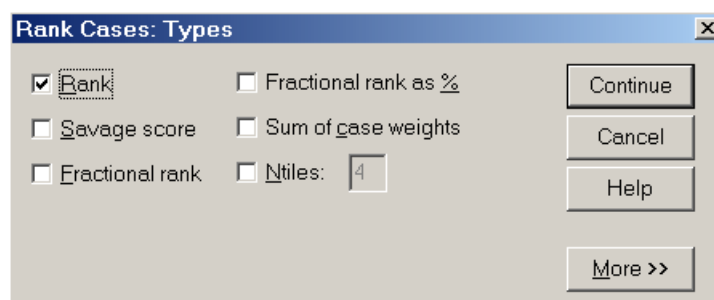 Rank Cases: Types
Rank
Fractional rank as %
Continue
Savage score
Sum of case weights
Cancel
Fractional rank
Ntiles: 4
Help
More >>